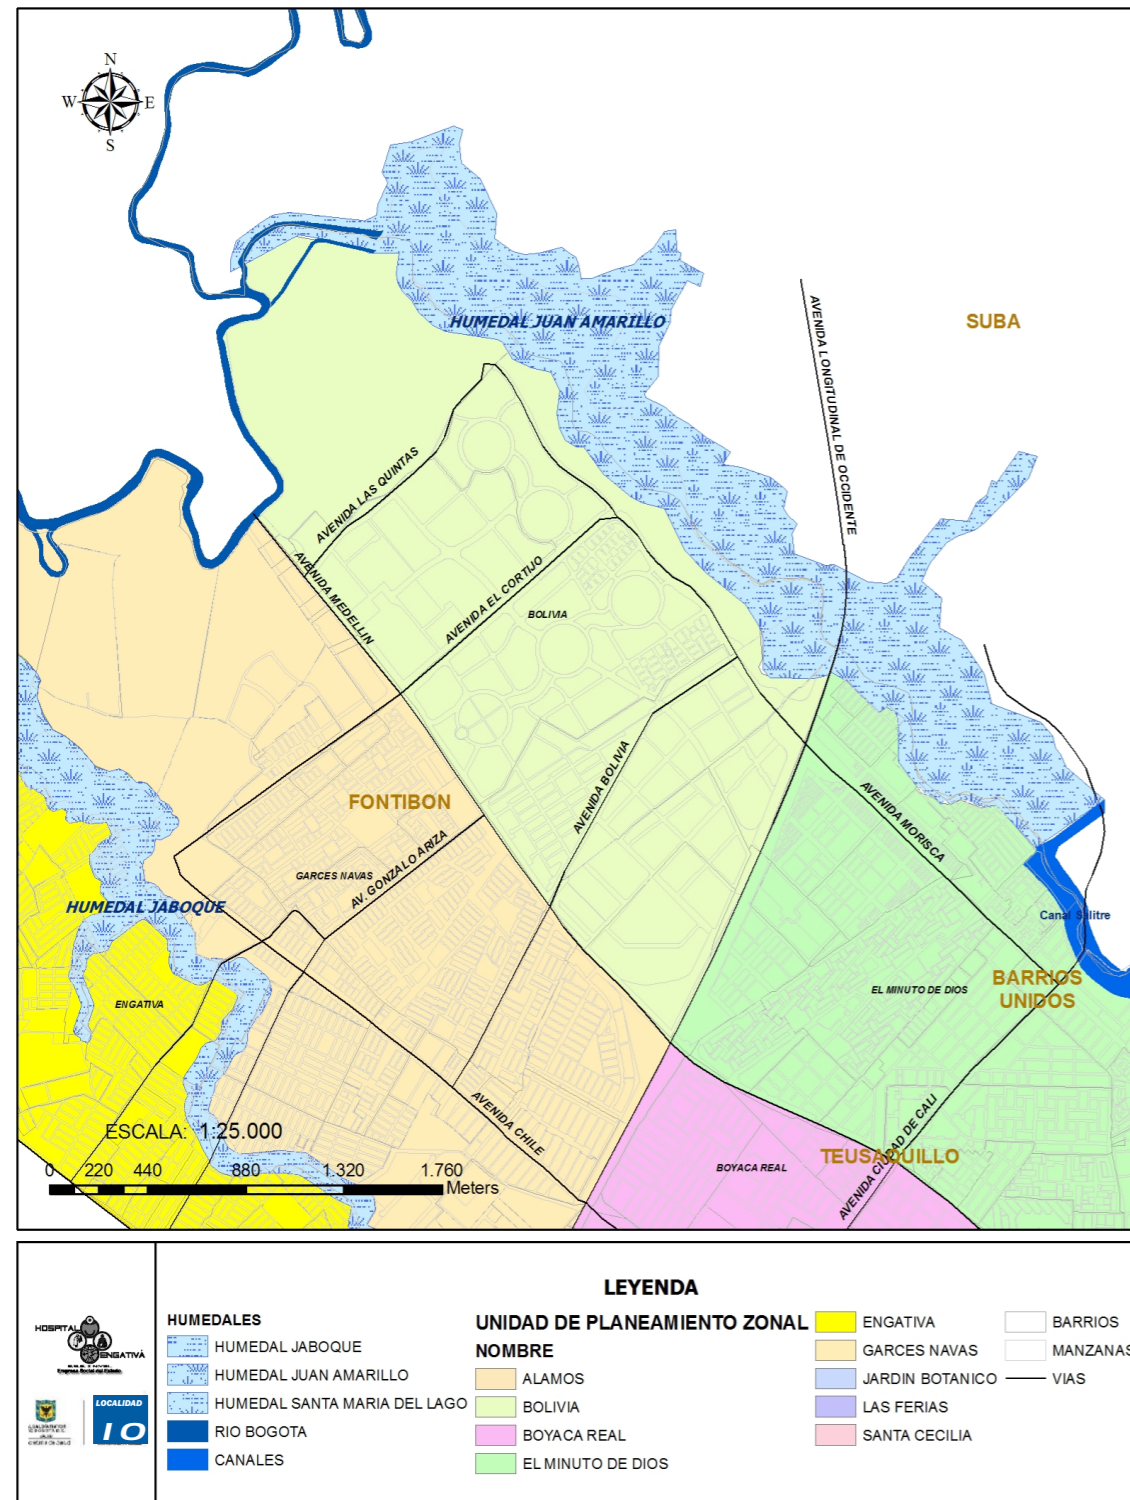 N
W E
S
HUMEDAL JUAN AMARILLO
SUBA
AVENIDA LONGITUDINAL DE OCCIDENTE
AVENIDA LAS QUINTAS
AVENIDA MEDELLIN
AVENIDA EL CORTIJO
BOLIVIA
AVENIDA BOLIVIA
FONTIBON
AVENIDA MORISCA
AV. GONZALO ARIZA
GARCES NAVAS
HUMEDAL JABOQUE
Canal Salitre
ENGATIVA
EL MINUTO DE DIOS
BARRIOS
UNIDOS
AVENIDA CHILE
ESCALA: 1:25.000
TEUSAQUILLO
BOYACA REAL
AVENIDA CIUDAD DE CALI
0 220 440 880 1.320 1.760
Meters
LEYENDA
HOSPITAL
ENGATIVÁ
Empresa Social del Estado
LOCALIDAD
10
HUMEDALES
HUMEDAL JABOQUE
HUMEDAL JUAN AMARILLO
HUMEDAL SANTA MARIA DEL LAGO
RIO BOGOTA
CANALES
UNIDAD DE PLANEAMIENTO ZONAL
NOMBRE
ALAMOS
BOLIVIA
BOYACA REAL
EL MINUTO DE DIOS
ENGATIVA
GARCES NAVAS
JARDIN BOTANICO
LAS FERIAS
SANTA CECILIA
BARRIOS
MANZANAS
VIAS